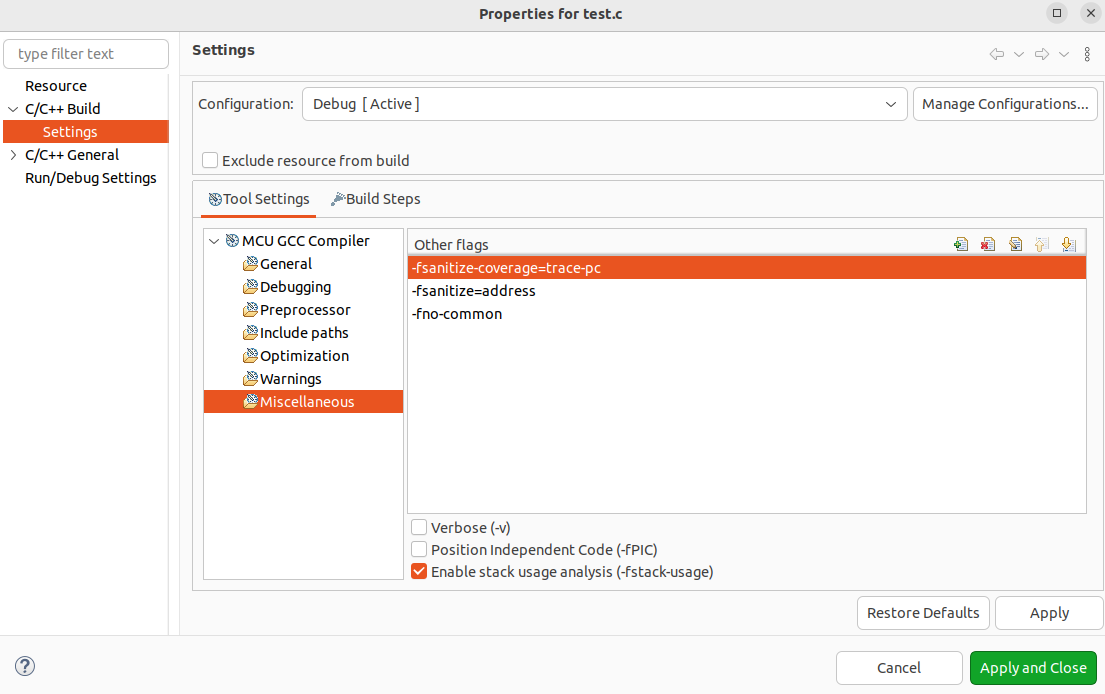 Properties for test.c
type filter text
Resource
C/C++ Build
Settings
C/C++ General
Run/Debug Settings
Settings
Configuration:
Debug [ Active ]
Manage Configurations...
Exclude resource from build
Tool Settings
Build Steps
MCU GCC Compiler
General
Debugging
Preprocessor
Include paths
Optimization
Warnings
Miscellaneous
Other flags
-fsanitize-coverage=trace-pc
-fsanitize=address
-fno-common
Verbose (-v)
Position Independent Code (-fPIC)
Enable stack usage analysis (-fstack-usage)
Restore Defaults
Apply
?
Cancel
Apply and Close